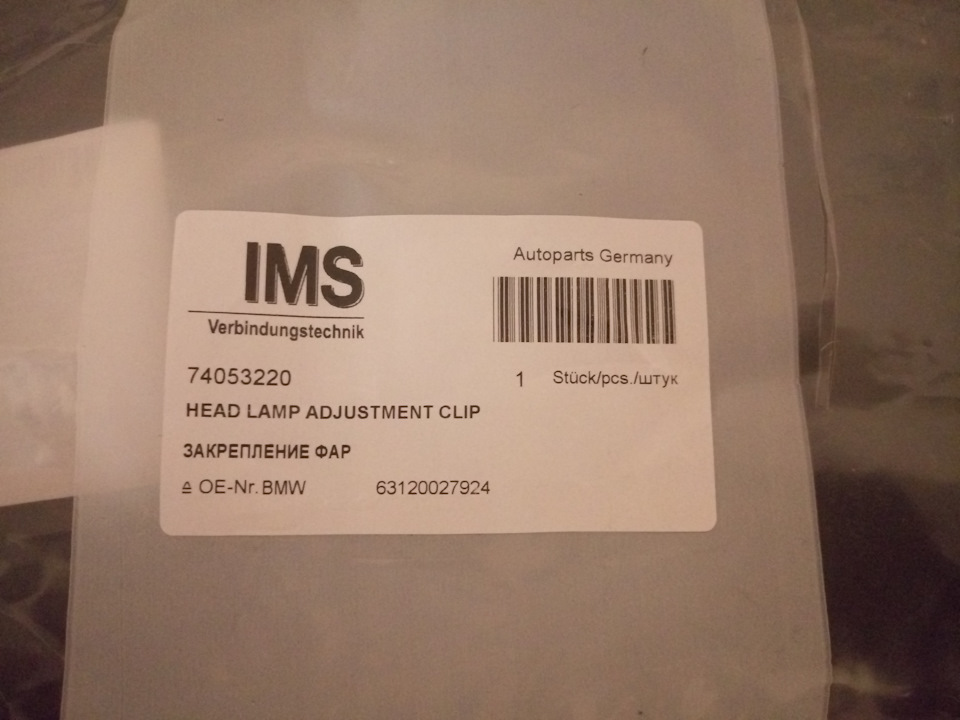 IMS
Verbindungstechnik
Autoparts Germany
74053220
1 Stück/pcs./штук
HEAD LAMP ADJUSTMENT CLIP
ЗАКРЕПЛЕНИЕ ФАР
≙ OE-Nr. BMW 63120027924